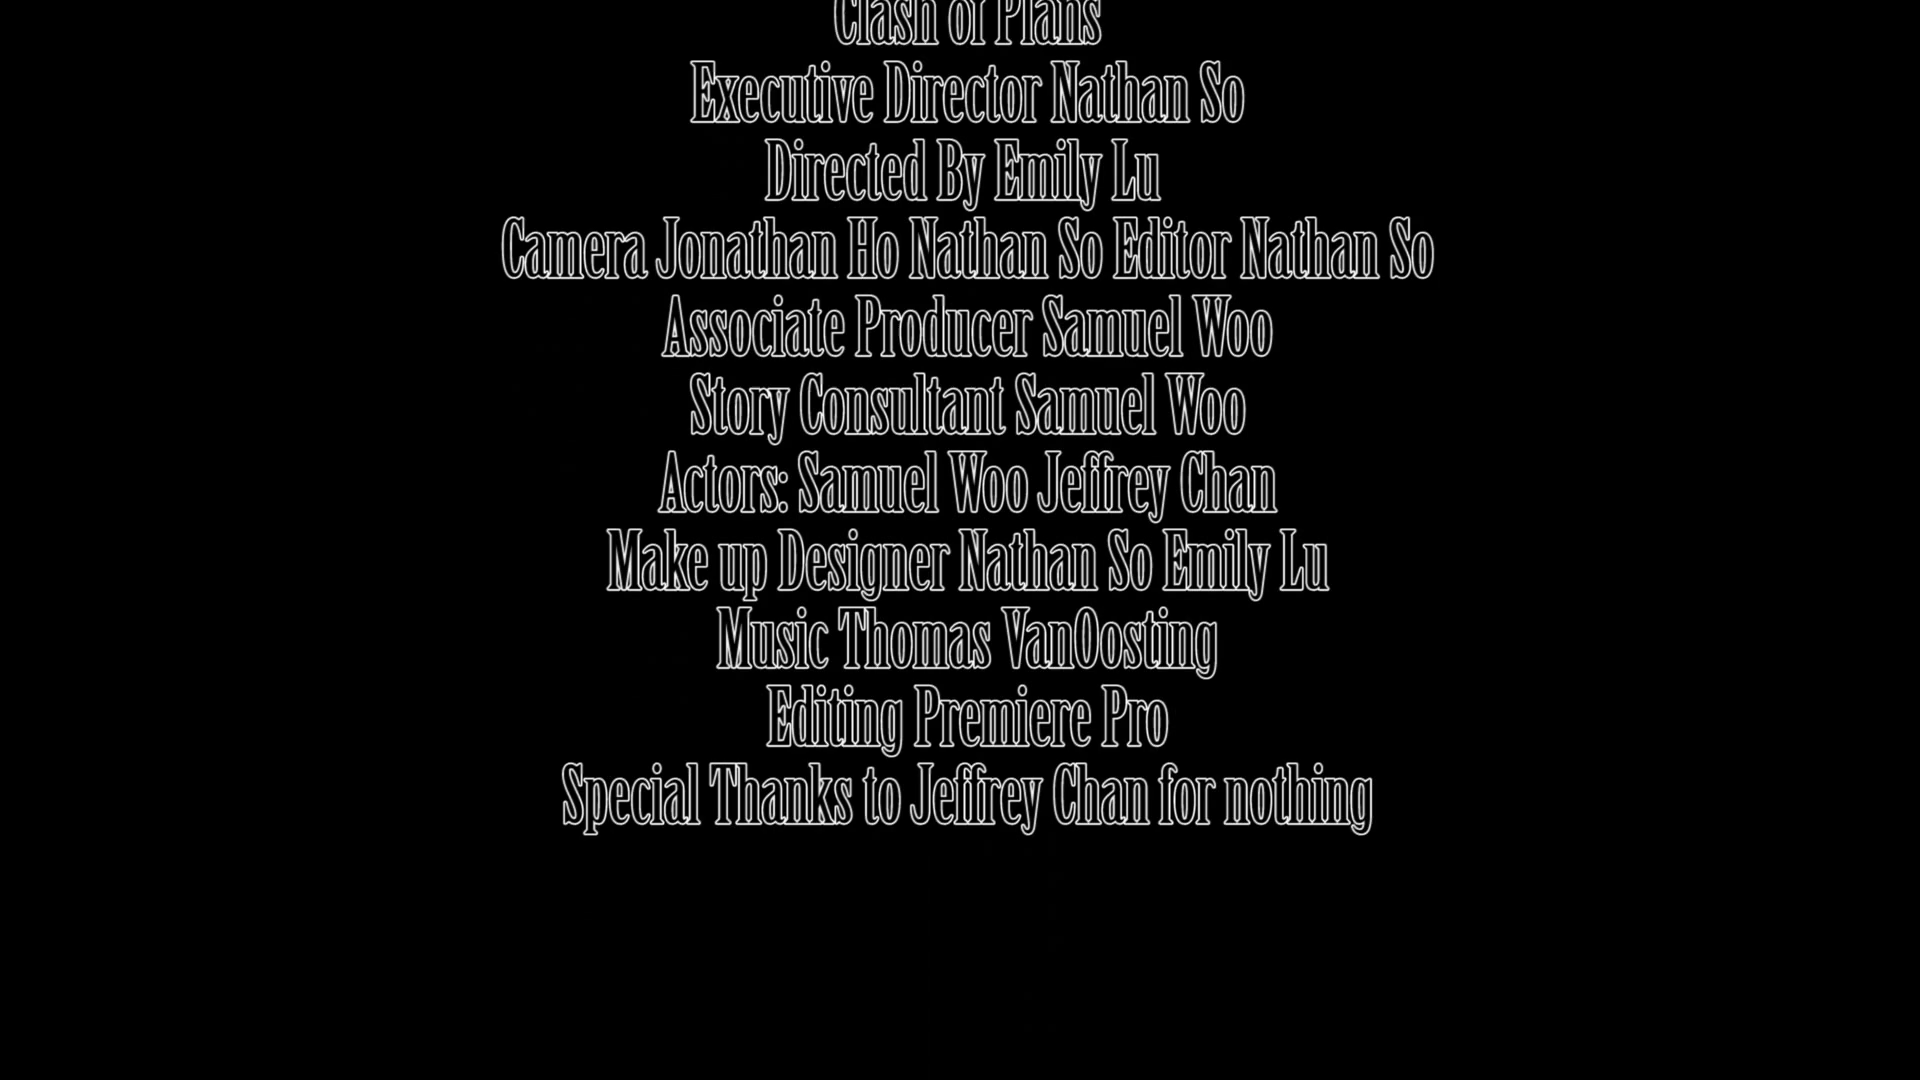 Clash of Plans
Executive Director Nathan So
Directed By Emily Lu
Camera Jonathan Ho Nathan So Editor Nathan So
Associate Producer Samuel Woo
Story Consultant Samuel Woo
Actors: Samuel Woo Jeffrey Chan
Make up Designer Nathan So Emily Lu
Music Thomas VanOosting
Editing Premiere Pro
Special Thanks to Jeffrey Chan for nothing